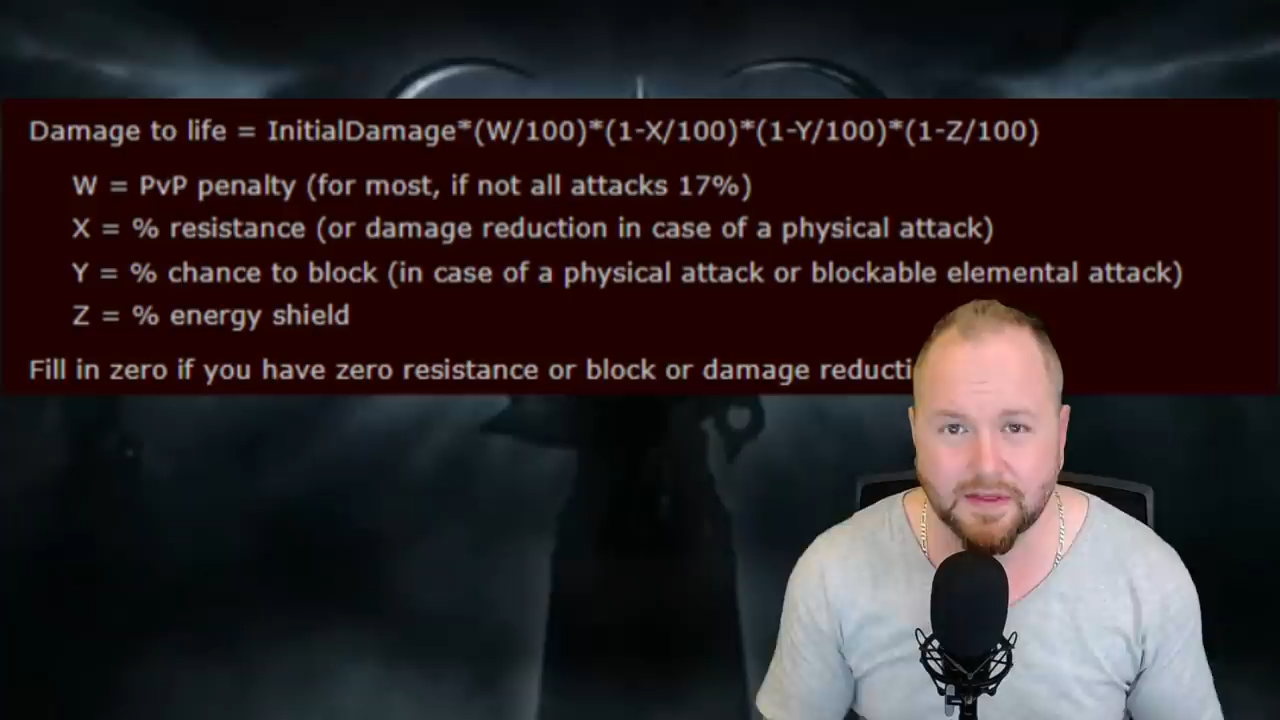 Damage to life = InitialDamage*(W/100)*(1-X/100)*(1-Y/100)*(1-Z/100)
W = PvP penalty (for most, if not all attacks 17%)
X = % resistance (or damage reduction in case of a physical attack)
Y = % chance to block (in case of a physical attack or blockable elemental attack)
Z = % energy shield
Fill in zero if you have zero resistance or block or damage reducti